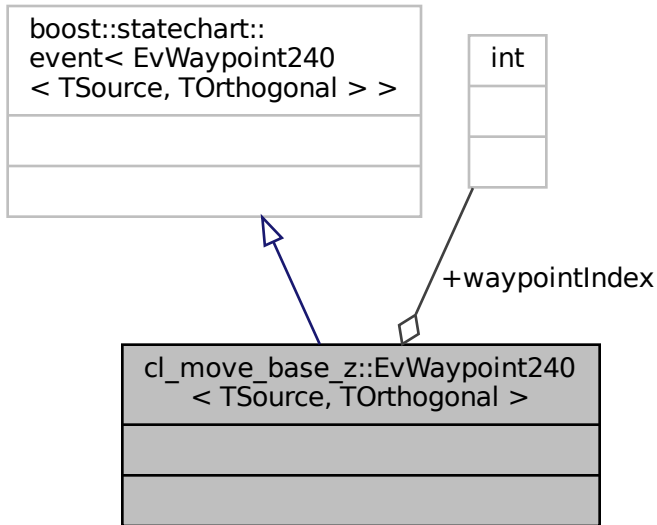 boost::statechart::
event< EvWaypoint240
< TSource, TOrthogonal > >
int
+waypointIndex
cl_move_base_z::EvWaypoint240
< TSource, TOrthogonal >